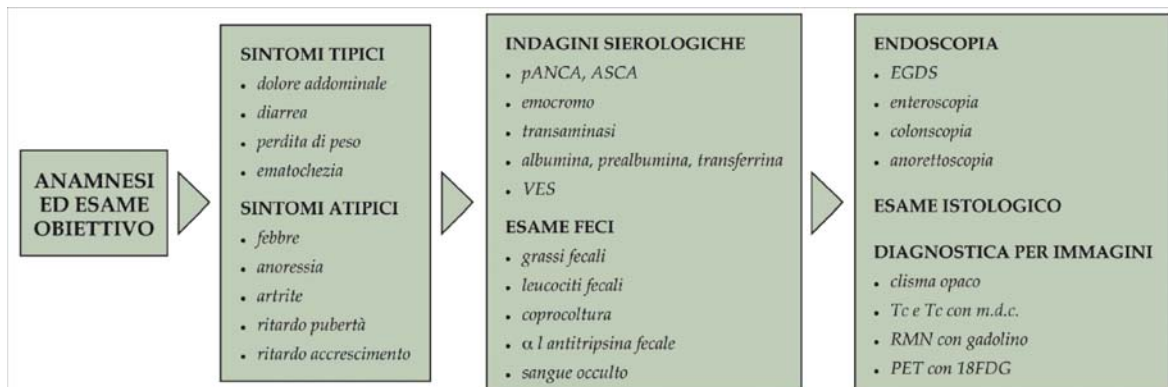 ANAMNESI
ED ESAME
OBIETTIVO
SINTOMI TIPICI
• dolore addominale
• diarrea
• perdita di peso
• ematochezia
SINTOMI ATIPICI
• febbre
• anoressia
• artrite
• ritardo pubertà
• ritardo accrescimento
INDAGINI SIEROLOGICHE
• pANCA, ASCA
• emocromo
• transaminasi
• albumina, prealbumina, transferrina
• VES
ESAME FECI
• grassi fecali
• leucociti fecali
• coprocoltura
• α l antitripsina fecale
• sangue occulto
ENDOSCOPIA
• EGDS
• enteroscopia
• colonscopia
• anorettoscopia
ESAME ISTOLOGICO
DIAGNOSTICA PER IMMAGINI
• clisma opaco
• Tc e Tc con m.d.c.
• RMN con gadolino
• PET con 18FDG